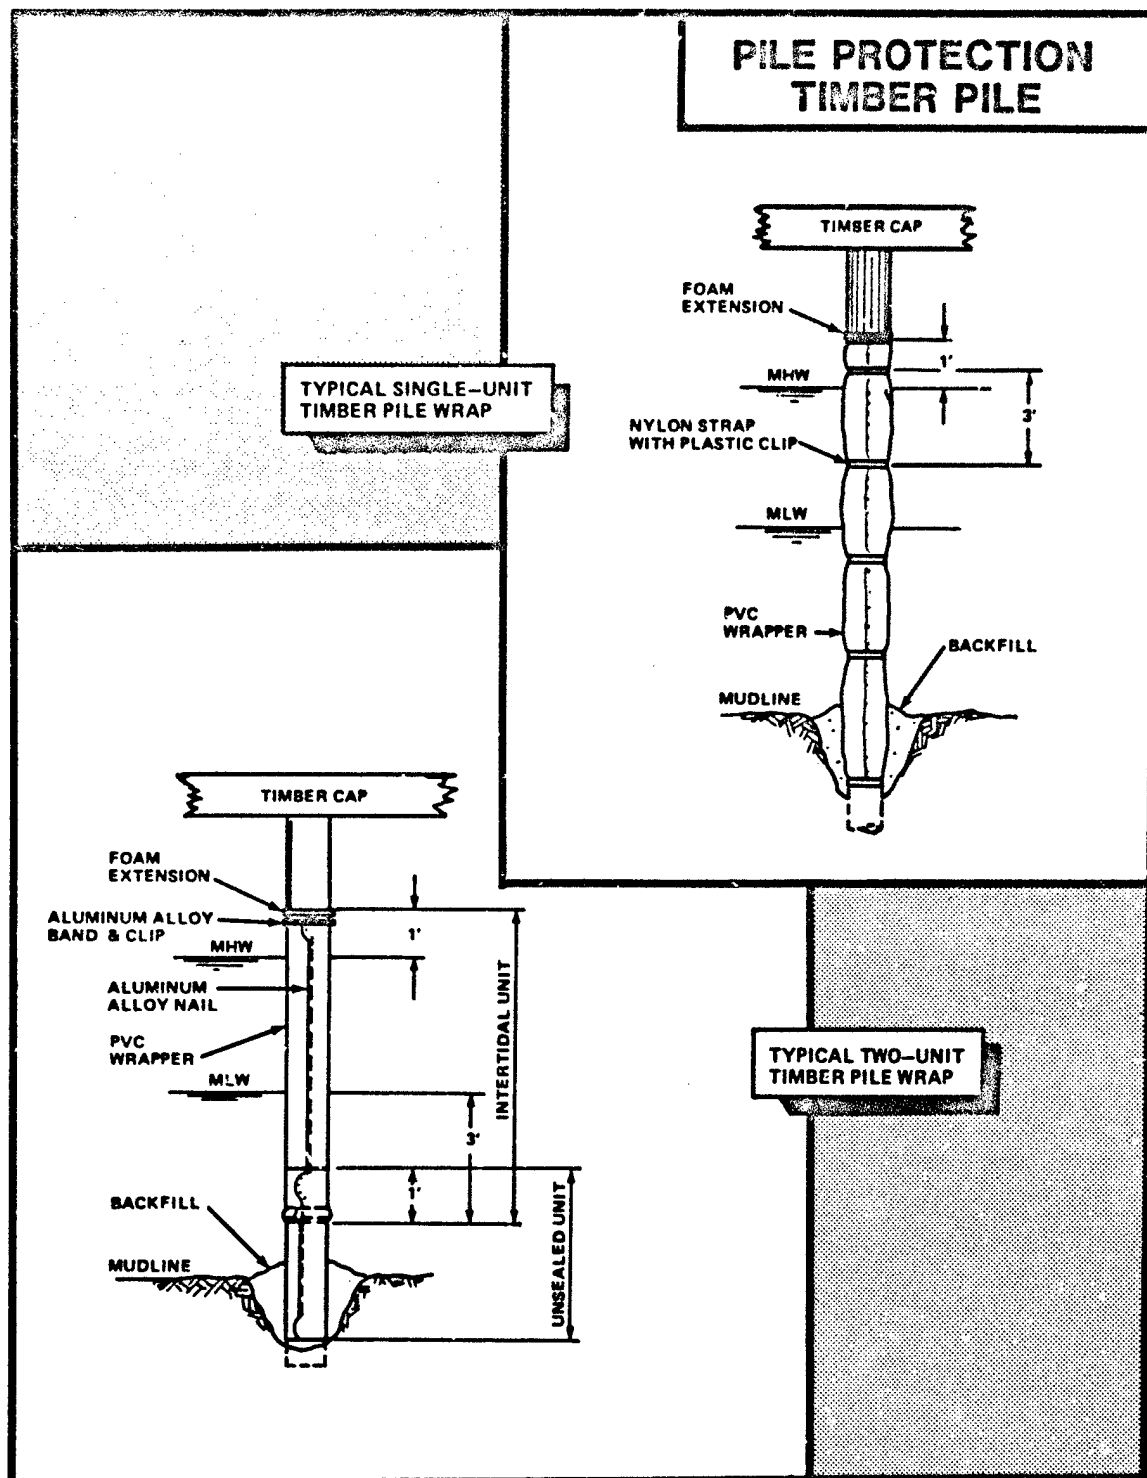 PILE PROTECTION
TIMBER PILE
TYPICAL SINGLE-UNIT
TIMBER PILE WRAP
TIMBER CAP
FOAM
EXTENSION
1'
MHW
3'
NYLON STRAP
WITH PLASTIC CLIP
MLW
PVC
WRAPPER
BACKFILL
MUDLINE
TIMBER CAP
FOAM
EXTENSION
ALUMINUM ALLOY
BAND & CLIP
1'
MHW
ALUMINUM
ALLOY NAIL
PVC
WRAPPER
MLW
INTERTIDAL UNIT
3'
1'
BACKFILL
MUDLINE
UNSEALED UNIT
TYPICAL TWO-UNIT
TIMBER PILE WRAP